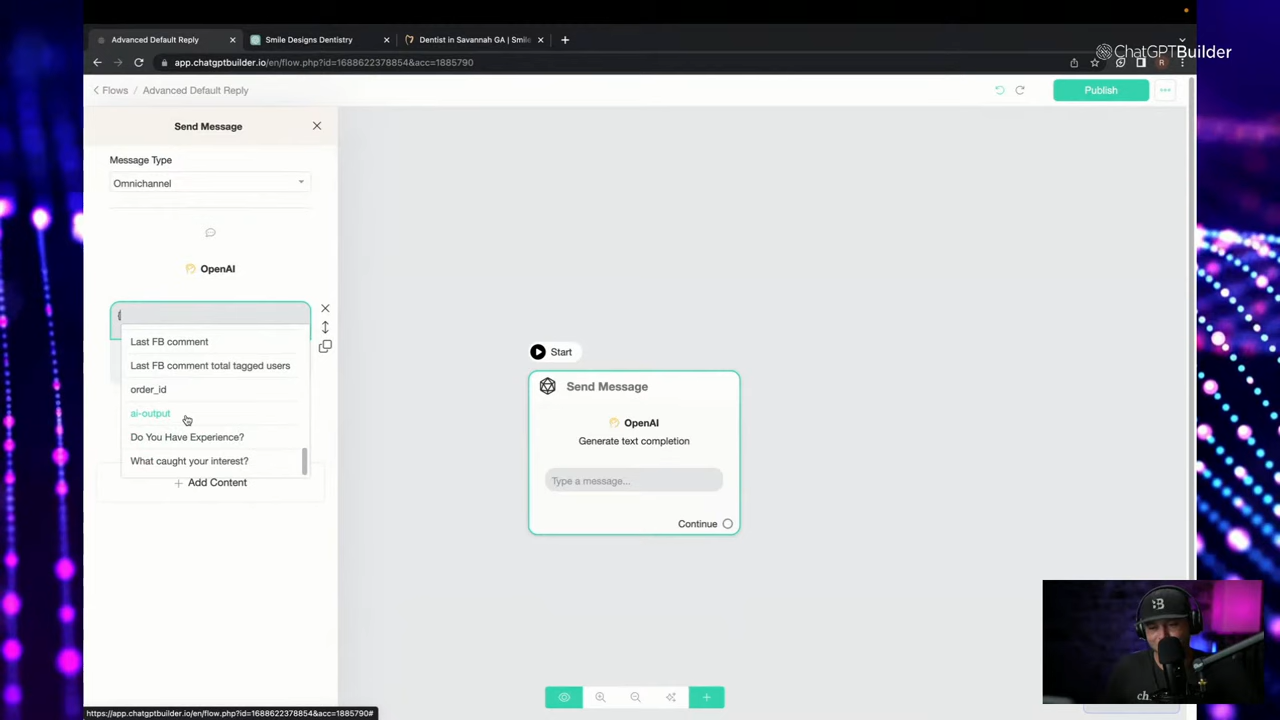 Advanced Default Reply
Smile Designs Dentistry
Dentist in Savannah GA | Smile
ChatGPTBuilder
app.chatgptbuilder.io/en/flow.php?id=1688622378854&acc=1885790
R
Flows / Advanced Default Reply
Publish
Send Message
Message Type
Omnichannel
OpenAI
{
Last FB comment
Last FB comment total tagged users
order_id
ai-output
Do You Have Experience?
What caught your interest?
Add Content
Start
Send Message
OpenAI
Generate text completion
Type a message...
Continue
https://app.chatgptbuilder.io/en/flow.php?id=1688622378854&acc=1885790#